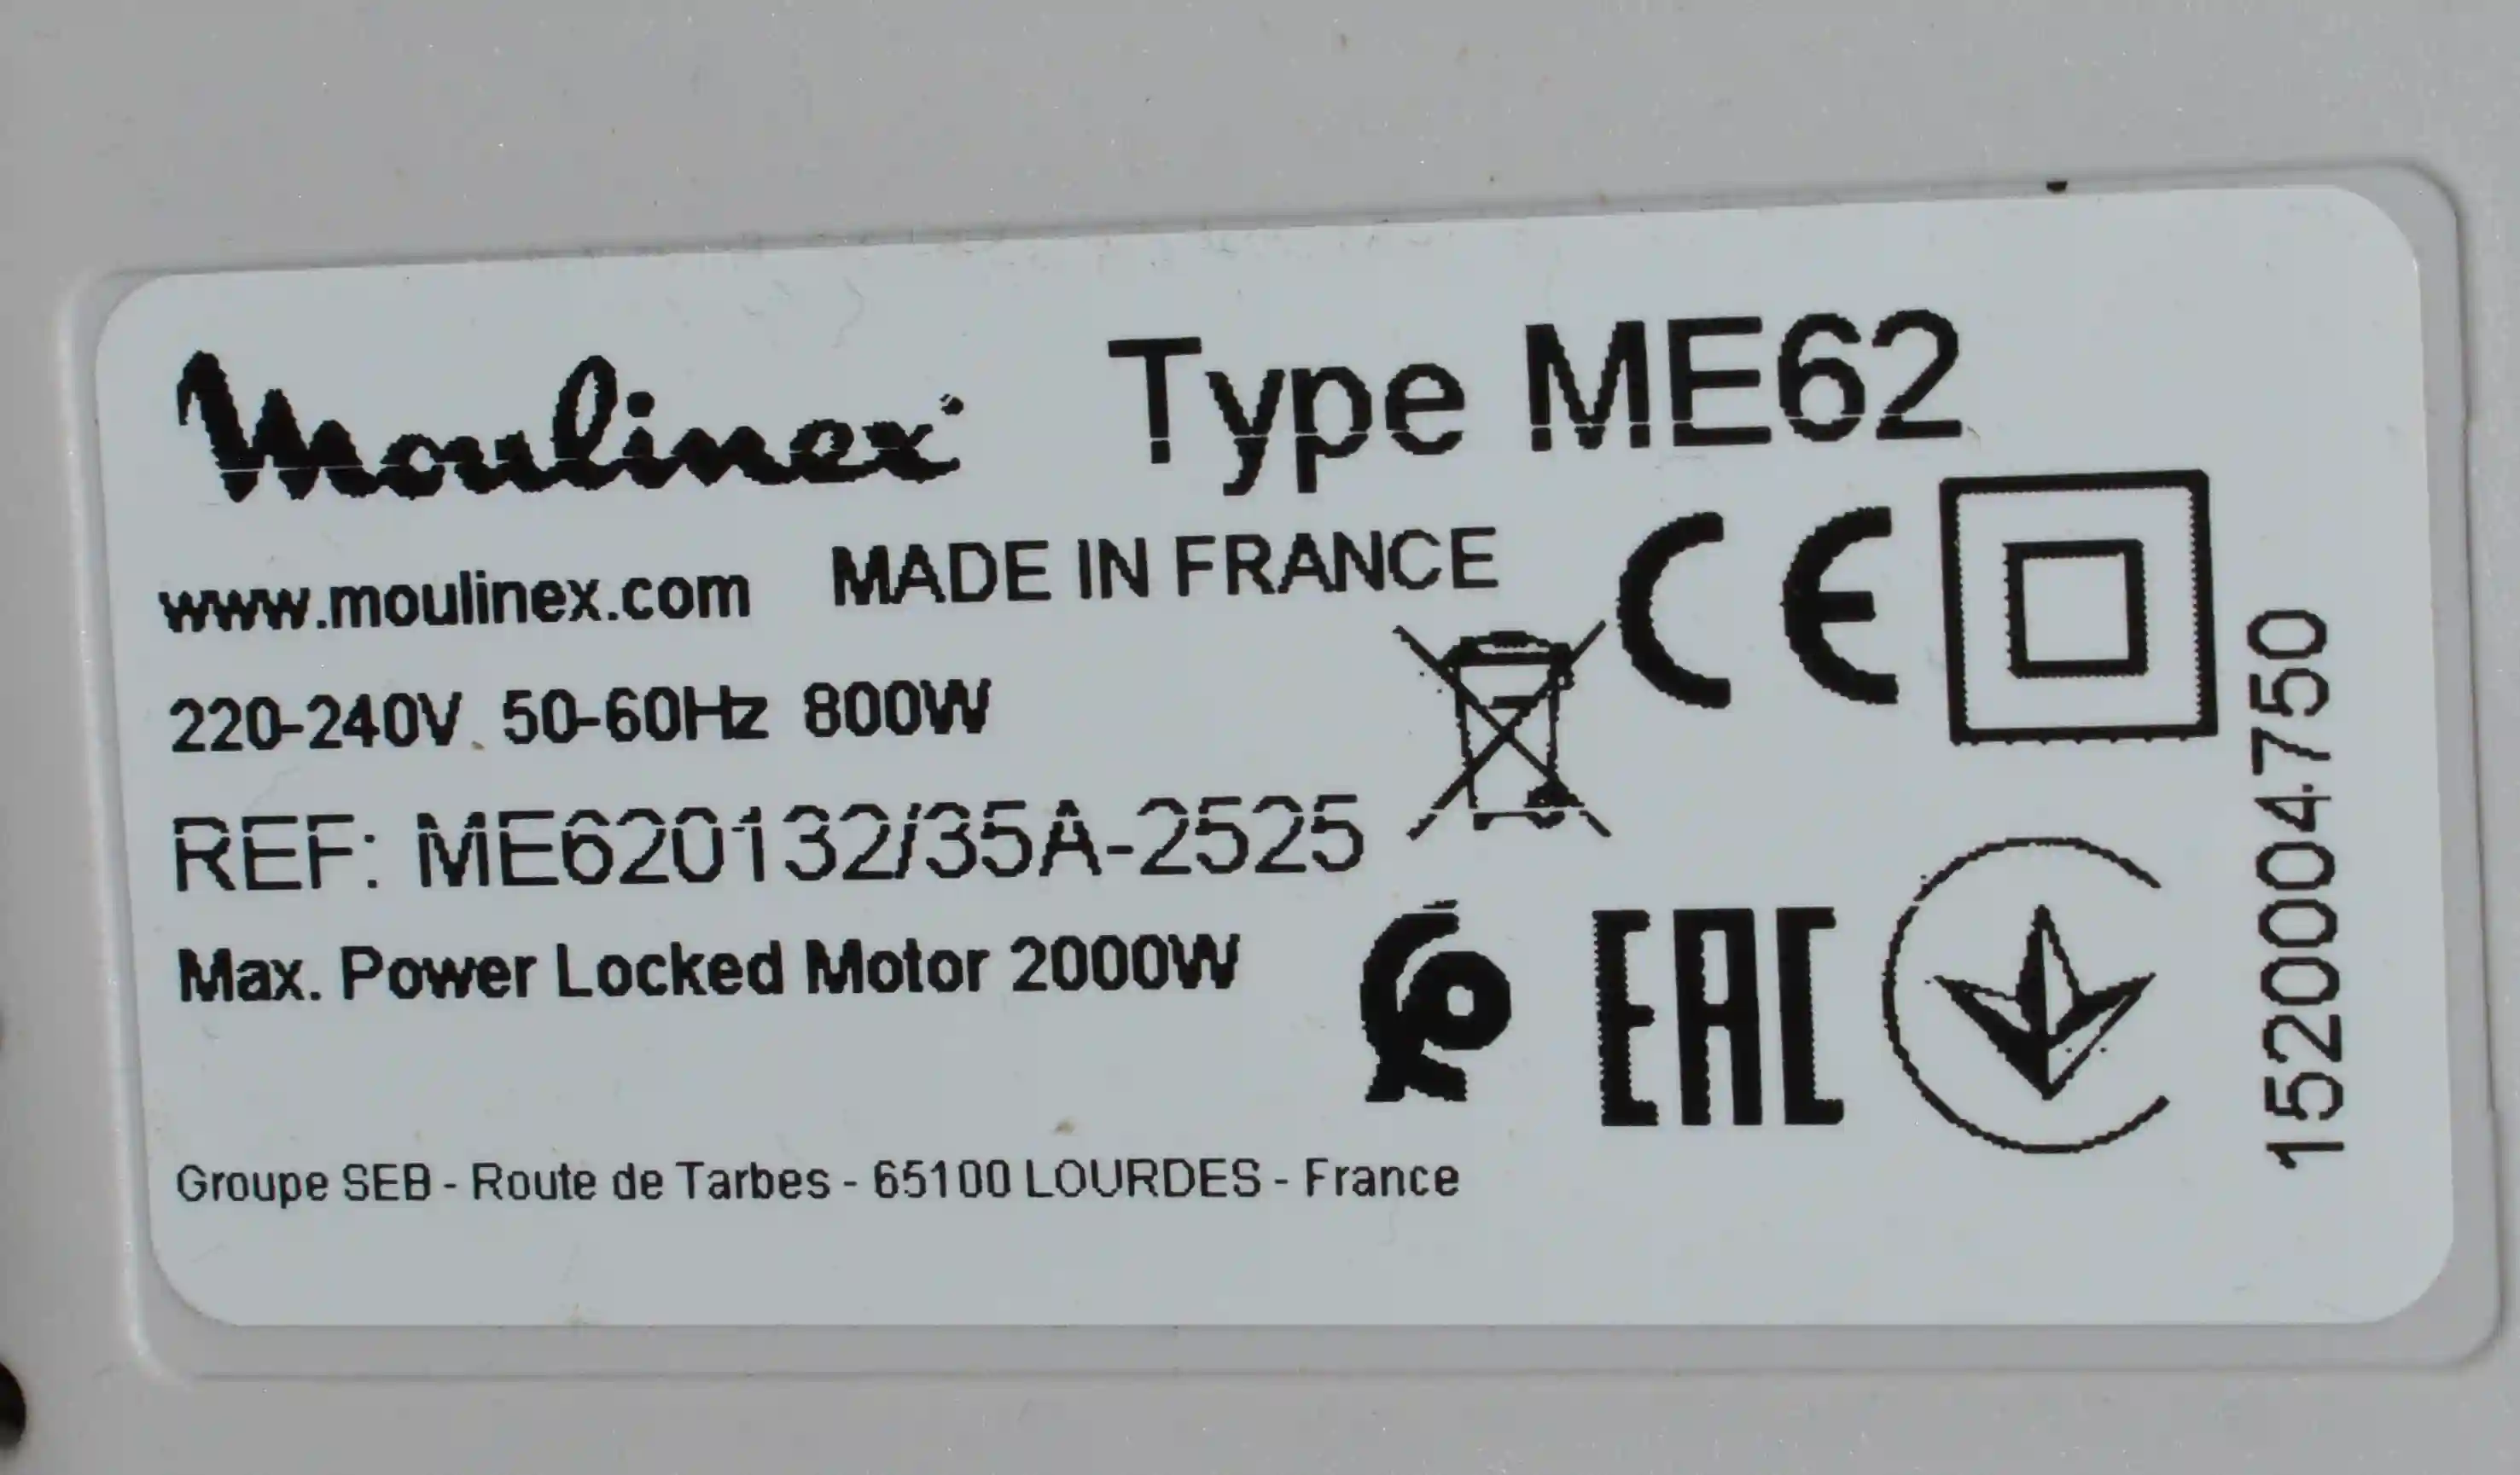 Moulinex Type ME62
www.moulinex.com MADE IN FRANCE CE
220-240V 50-60Hz 800W
REF: ME620132/35A-2525
Max. Power Locked Motor 2000W
EAC
Groupe SEB - Route de Tarbes - 65100 LOURDES - France
1520004750